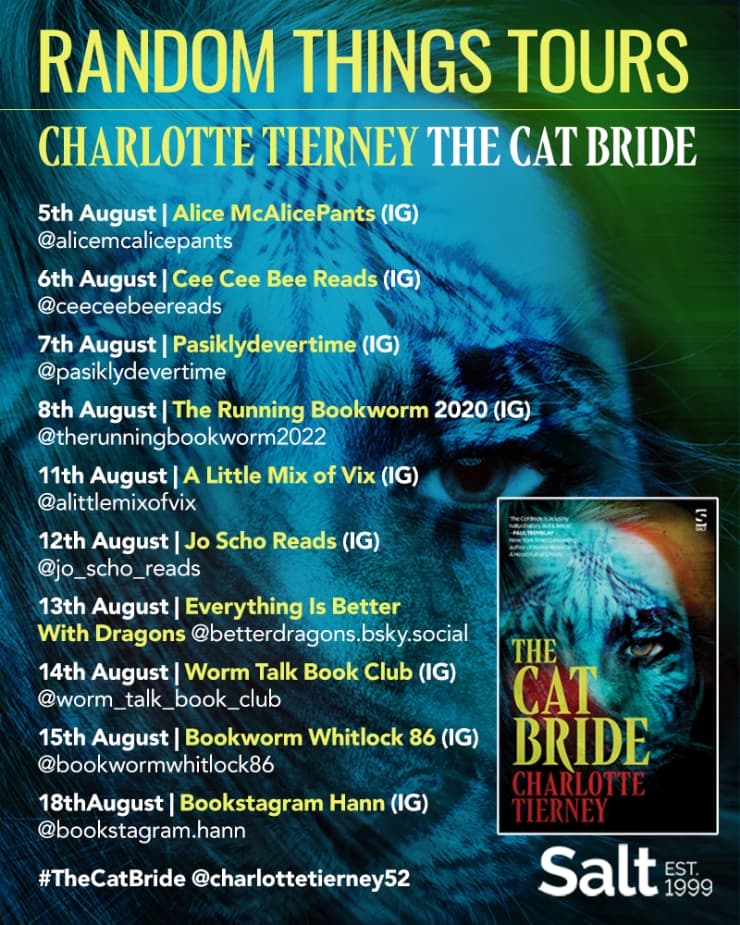 RANDOM THINGS TOURS
CHARLOTTE TIERNEY THE CAT BRIDE
5th August | Alice McAlicePants (IG)
@alicemcalicepants
6th August | Cee Cee Bee Reads (IG)
@ceeceebeereads
7th August | Pasiklydevertime (IG)
@pasiklydevertime
8th August | The Running Bookworm 2020 (IG)
@therunningbookworm2022
11th August | A Little Mix of Vix (IG)
@alittlemixofvix
12th August | Jo Scho Reads (IG)
@jo_scho_reads
13th August | Everything Is Better
With Dragons @betterdragons.bsky.social
14th August | Worm Talk Book Club (IG)
@worm_talk_book_club
15th August | Bookworm Whitlock 86 (IG)
@bookwormwhitlock86
18thAugust | Bookstagram Hann (IG)
@bookstagram.hann
#TheCatBride @charlottetierney52
—PAUL TREMBLAY
THE
CAT
BRIDE
CHARLOTTE
TIERNEY
Salt EST.
1999